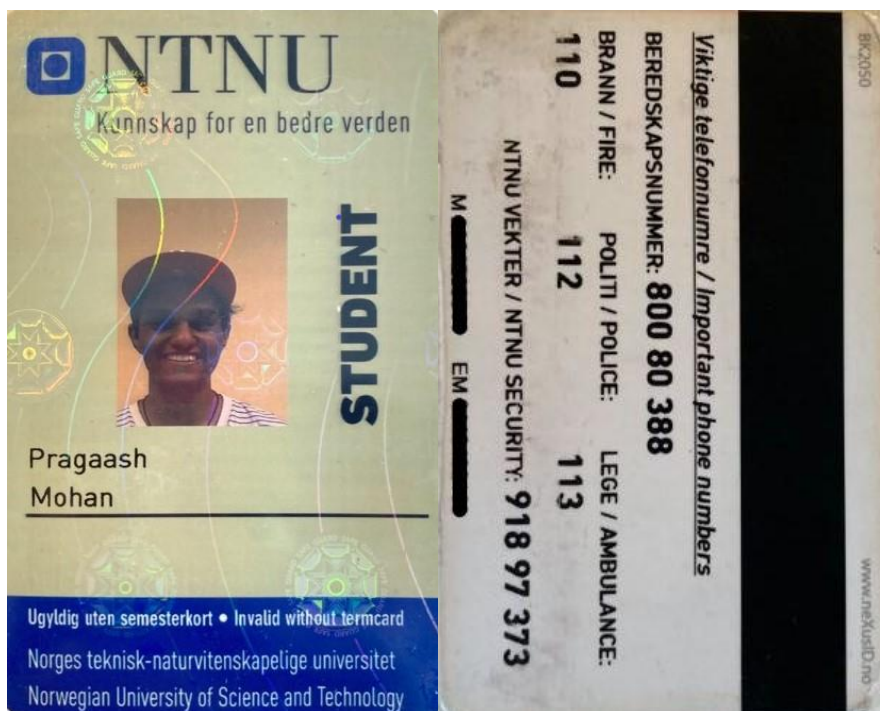 NTNU
Kunnskap for en bedre verden
STUDENT
Pragaash
Mohan
Ugyldig uten semesterkort • Invalid without termcard
Norges teknisk-naturvitenskapelige universitet
Norwegian University of Science and Technology
BK2050
www.neXusID.no
Viktige telefonnumre / Important phone numbers
BEREDSKAPSNUMMER: 800 80 388
BRANN / FIRE: POLITI / POLICE: LEGE / AMBULANCE:
110 112 113
NTNU VEKTER / NTNU SECURITY: 918 97 373
M EM